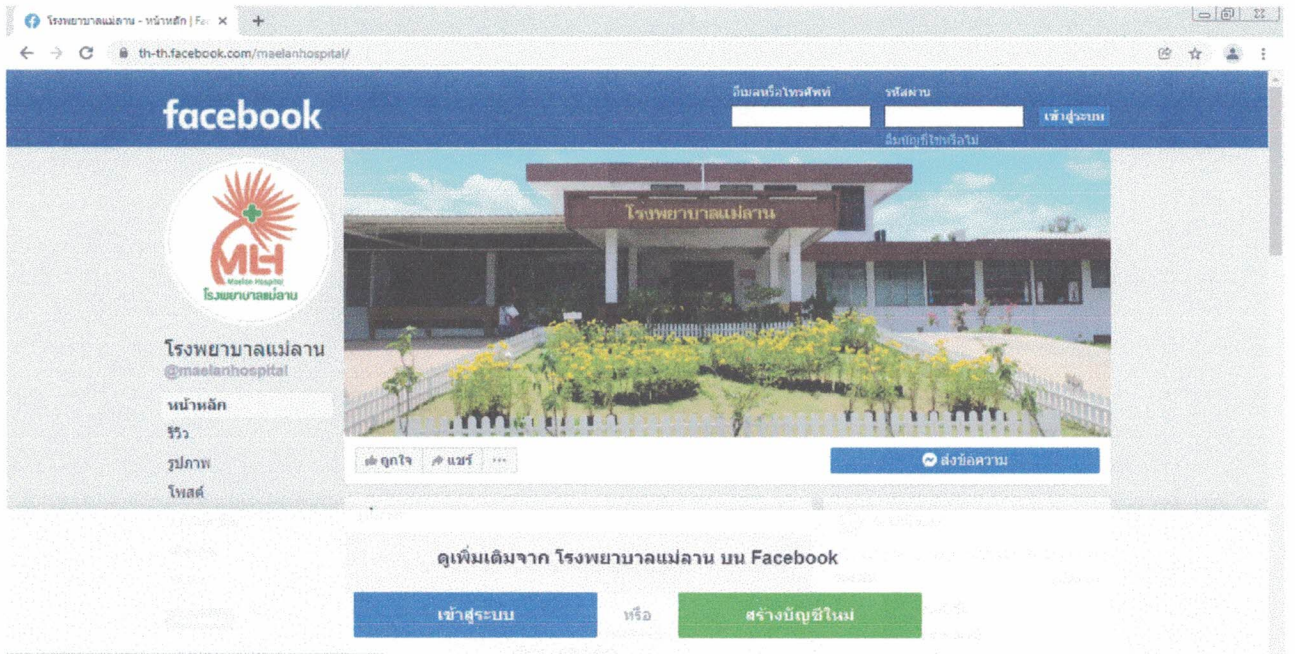 โรงพยาบาลแม่ลาน - หน้าหลัก | Fa
th-th.facebook.com/maelanhospital/
facebook
อีเมลหรือโทรศัพท์
รหัสผ่าน
เข้าสู่ระบบ
ลืมบัญชีใช่หรือไม่
โรงพยาบาลแม่ลาน
MLH
Maelan Hospital
โรงพยาบาลแม่ลาน
โรงพยาบาลแม่ลาน
@maelanhospital
หน้าหลัก
รีวิว
รูปภาพ
โพสต์
ถูกใจ แชร์ ...
ส่งข้อความ
ดูเพิ่มเติมจาก โรงพยาบาลแม่ลาน บน Facebook
เข้าสู่ระบบ หรือ สร้างบัญชีใหม่